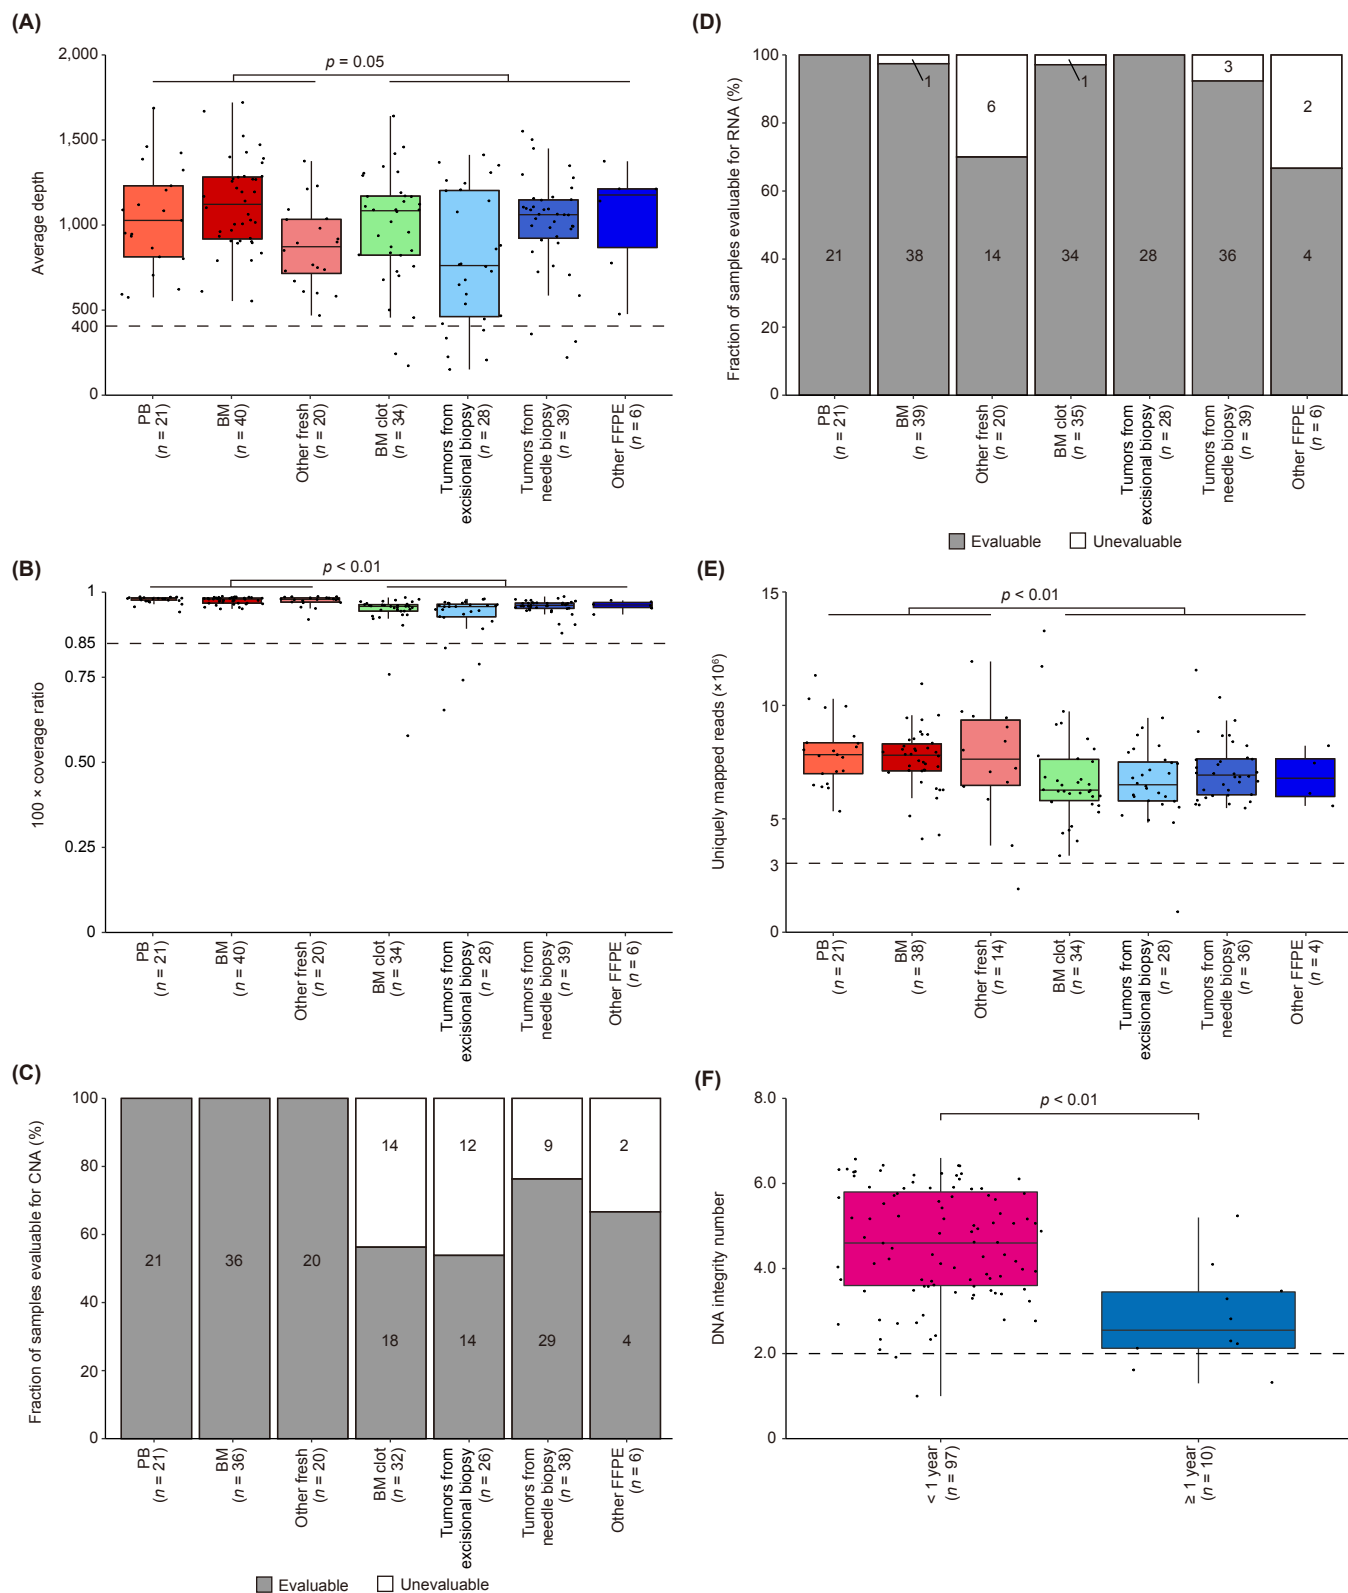 (A)
2,000
1,500
1,000
500
400
0
Average depth
p = 0.05
PB
(n = 21)
BM
(n = 40)
Other fresh
(n = 20)
BM clot
(n = 34)
Tumors from
excisional biopsy
(n = 28)
Tumors from
needle biopsy
(n = 39)
Other FFPE
(n = 6)
(D)
100
80
60
40
20
0
Fraction of samples evaluable for RNA (%)
1
6
1
3
2
21
38
14
34
28
36
4
PB
(n = 21)
BM
(n = 39)
Other fresh
(n = 20)
BM clot
(n = 35)
Tumors from
excisional biopsy
(n = 28)
Tumors from
needle biopsy
(n = 39)
Other FFPE
(n = 6)
Evaluable
Unevaluable
(B)
p < 0.01
1
0.85
0.75
0.50
0.25
0
100 × coverage ratio
PB
(n = 21)
BM
(n = 40)
Other fresh
(n = 20)
BM clot
(n = 34)
Tumors from
excisional biopsy
(n = 28)
Tumors from
needle biopsy
(n = 39)
Other FFPE
(n = 6)
(E)
p < 0.01
15
10
5
3
0
Uniquely mapped reads (×10⁶)
PB
(n = 21)
BM
(n = 38)
Other fresh
(n = 14)
BM clot
(n = 34)
Tumors from
excisional biopsy
(n = 28)
Tumors from
needle biopsy
(n = 36)
Other FFPE
(n = 4)
(C)
100
80
60
40
20
0
Fraction of samples evaluable for CNA (%)
14
12
9
2
21
36
20
18
14
29
4
PB
(n = 21)
BM
(n = 36)
Other fresh
(n = 20)
BM clot
(n = 32)
Tumors from
excisional biopsy
(n = 26)
Tumors from
needle biopsy
(n = 38)
Other FFPE
(n = 6)
Evaluable
Unevaluable
(F)
p < 0.01
8.0
6.0
4.0
2.0
0
DNA integrity number
< 1 year
(n = 97)
≥ 1 year
(n = 10)